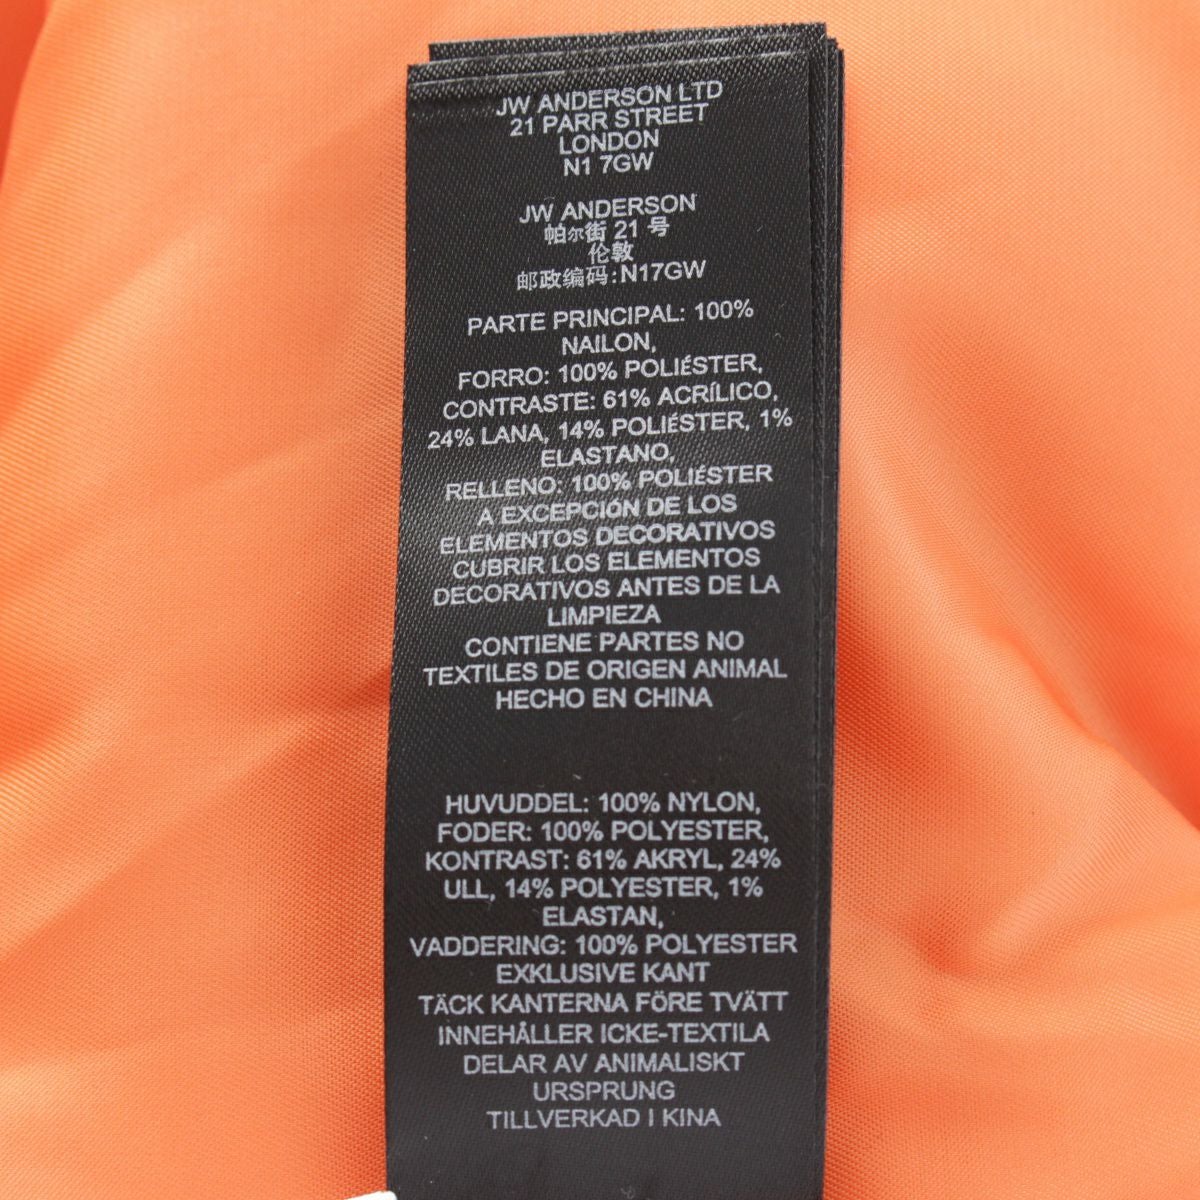 JW ANDERSON LTD
21 PARR STREET
LONDON
N1 7GW
JW ANDERSON
帕尔街 21 号
伦敦
邮政编码:N17GW
PARTE PRINCIPAL: 100%
NAILON,
FORRO: 100% POLIÉSTER,
CONTRASTE: 61% ACRÍLICO,
24% LANA, 14% POLIÉSTER, 1%
ELASTANO,
RELLENO: 100% POLIÉSTER
A EXCEPCIóN DE LOS
ELEMENTOS DECORATIVOS
CUBRIR LOS ELEMENTOS
DECORATIVOS ANTES DE LA
LIMPIEZA
CONTIENE PARTES NO
TEXTILES DE ORIGEN ANIMAL
HECHO EN CHINA
HUVUDDEL: 100% NYLON,
FODER: 100% POLYESTER,
KONTRAST: 61% AKRYL, 24%
ULL, 14% POLYESTER, 1%
ELASTAN,
VADDERING: 100% POLYESTER
EXKLUSIVE KANT
TÄCK KANTERNA FÖRE TVÄTT
INNEHÅLLER ICKE-TEXTILA
DELAR AV ANIMALISKT
URSPRUNG
TILLVERKAD I KINA